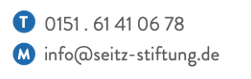 T 0151 . 61 41 06 78
M info@seitz-stiftung.de